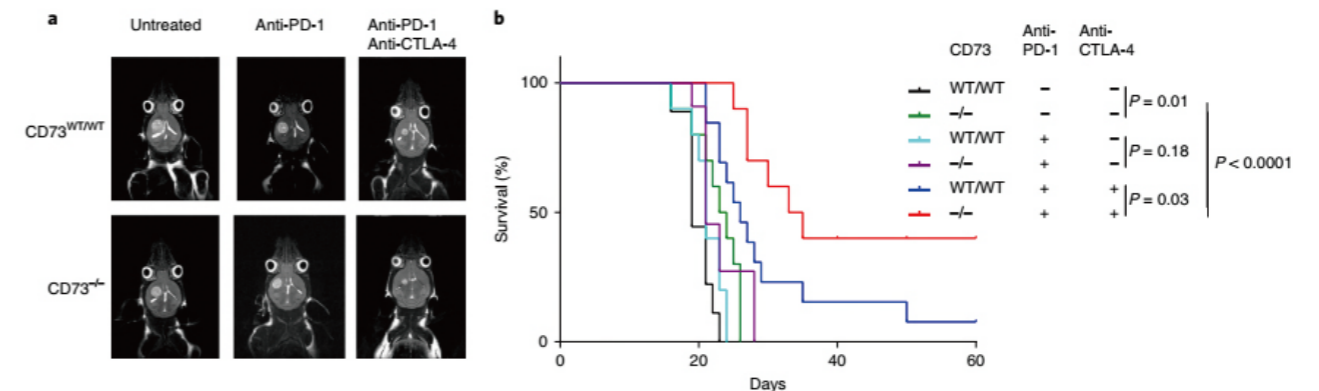 a
Untreated
Anti-PD-1
Anti-PD-1
Anti-CTLA-4
CD73WT/WT
CD73–/–
b
Survival (%)
100
50
0
0 20 40 60
Days
CD73
Anti-
PD-1
Anti-
CTLA-4
WT/WT – –
–/– – –
WT/WT + –
–/– + –
WT/WT + +
–/– + +
P = 0.01
P = 0.18
P = 0.03
P < 0.0001